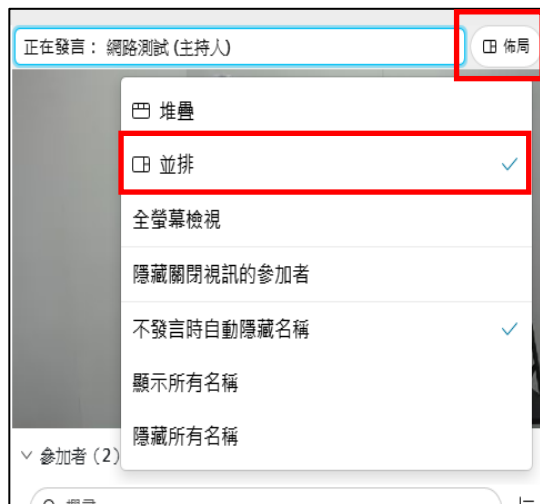 正在發言： 網路測試 (主持人)
佈局
堆疊
並排
全螢幕檢視
隱藏關閉視訊的參加者
不發言時自動隱藏名稱
顯示所有名稱
隱藏所有名稱
參加者 (2)